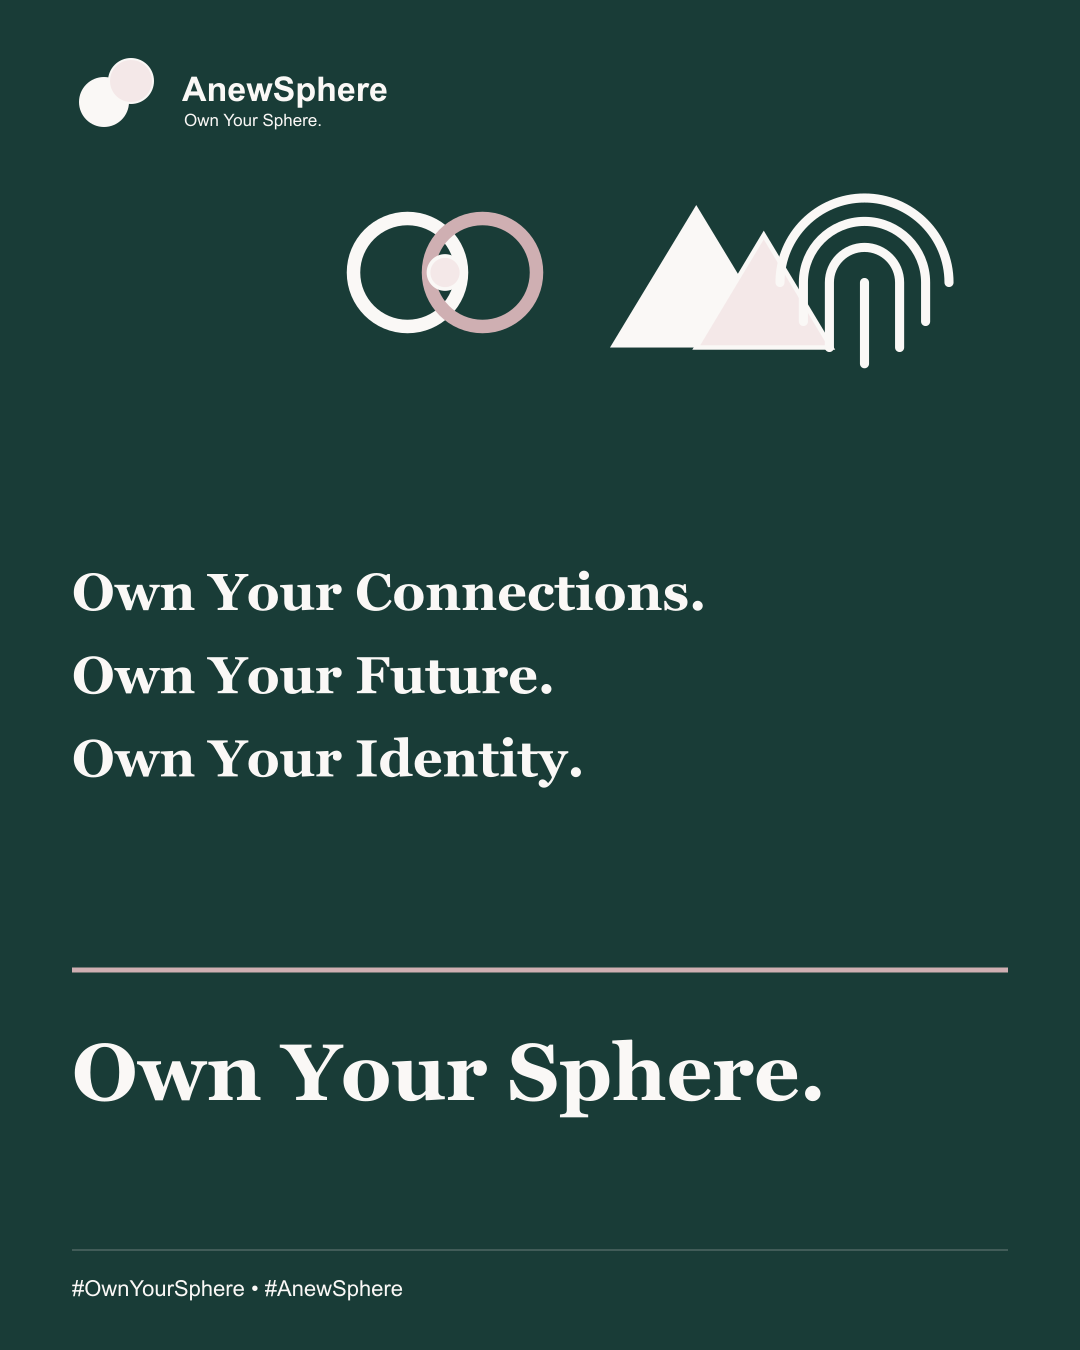 AnewSphere
Own Your Sphere.
Own Your Connections.
Own Your Future.
Own Your Identity.
Own Your Sphere.
#OwnYourSphere • #AnewSphere